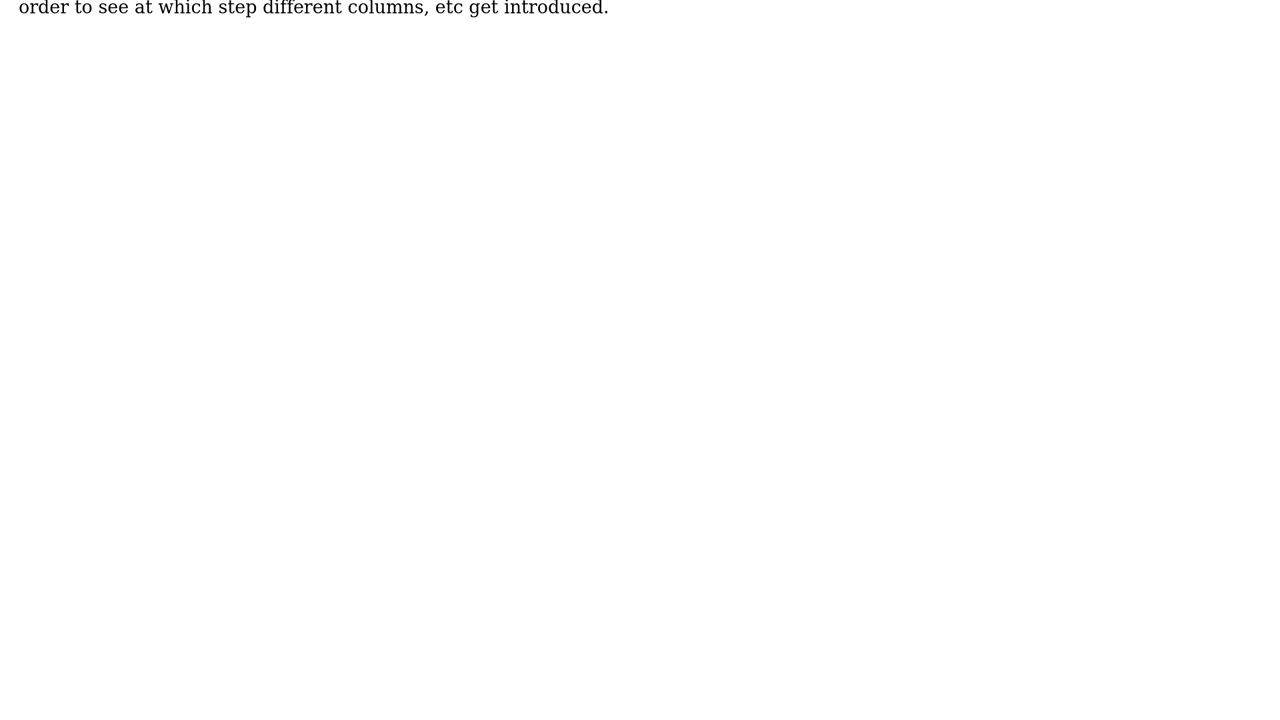 order to see at which step different columns, etc get introduced.